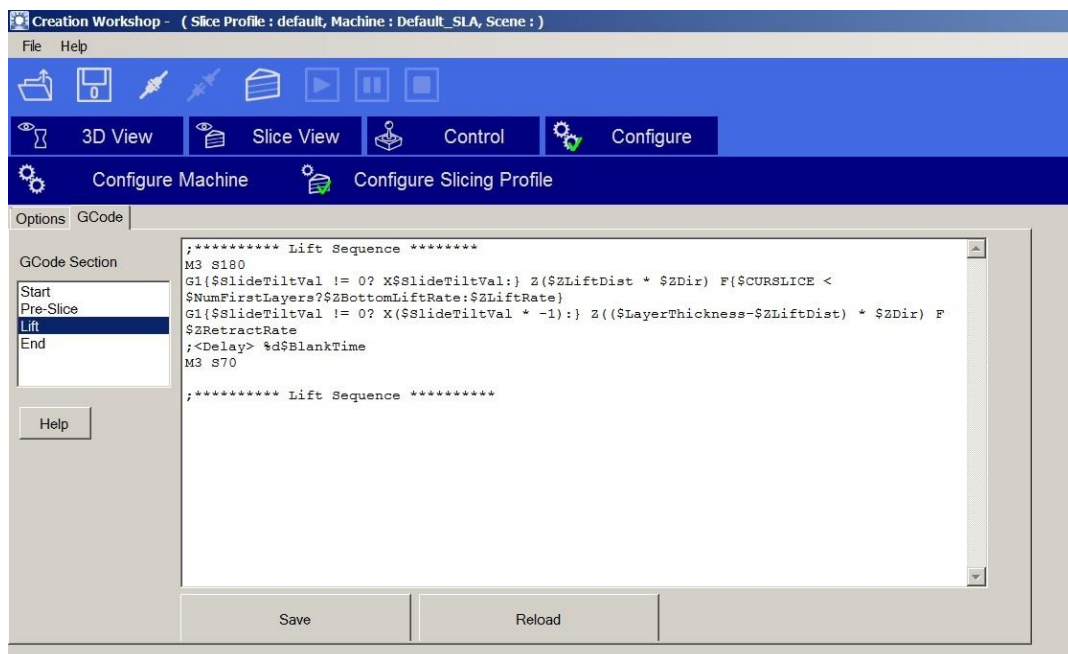 Creation Workshop - ( Slice Profile : default, Machine : Default_SLA, Scene : )
File Help
0
3D View Slice View Control Configure
Configure Machine Configure Slicing Profile
Options GCode
GCode Section
Start
Pre-Slice
Lift
End
Help
;********** Lift Sequence ********
M3 S180
G1{$SlideTiltVal != 0? X$SlideTiltVal:} Z($ZLiftDist * $ZDir) F{$CURSLICE <
$NumFirstLayers?$ZBottomLiftRate:$ZLiftRate}
G1{$SlideTiltVal != 0? X($SlideTiltVal * -1):} Z(($LayerThickness-$ZLiftDist) * $ZDir) F
$ZRetractRate
;<Delay> %d$BlankTime
M3 S70
;********** Lift Sequence **********
Save Reload